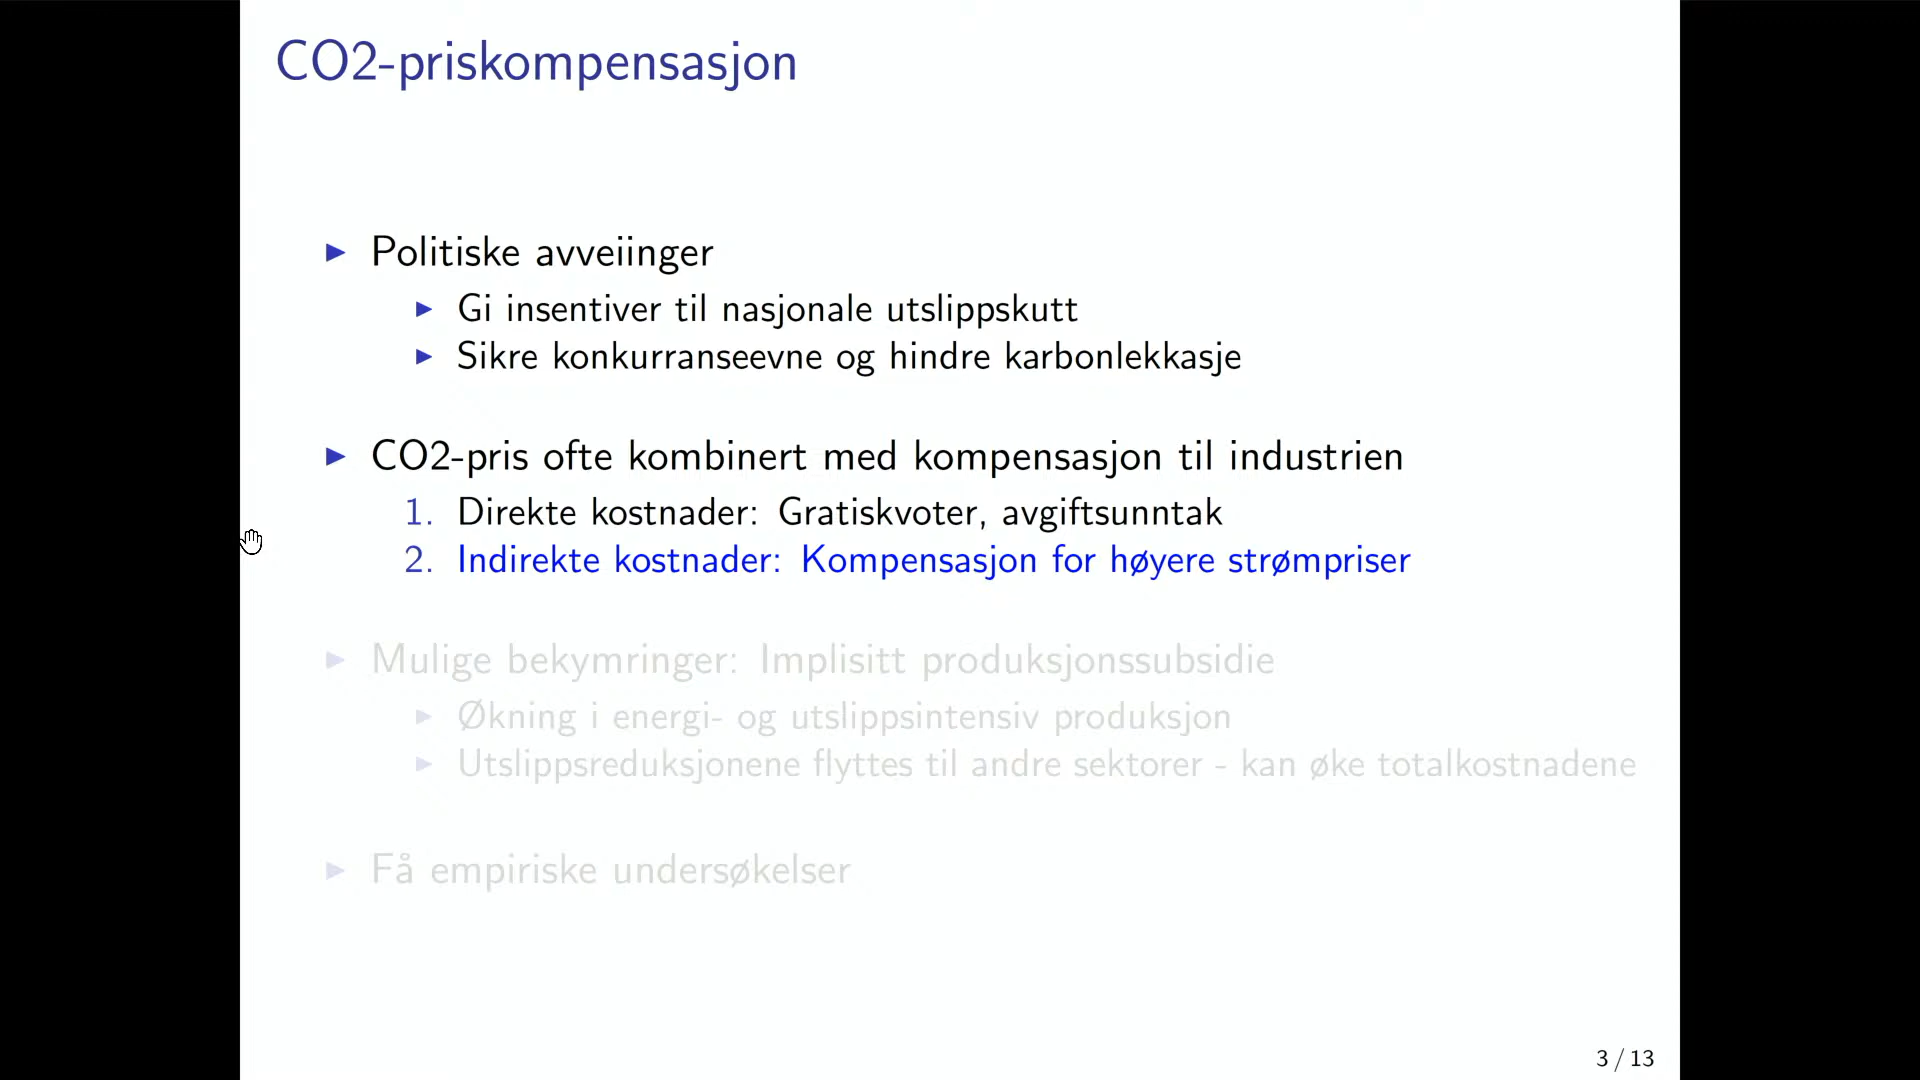 CO2-priskompensasjon
Politiske avveiinger
Gi insentiver til nasjonale utslippskutt
Sikre konkurranseevne og hindre karbonlekkasje
CO2-pris ofte kombinert med kompensasjon til industrien
1. Direkte kostnader: Gratiskvoter, avgiftsunntak
2. Indirekte kostnader: Kompensasjon for høyere strømpriser
Mulige bekymringer: Implisitt produksjonssubsidie
Økning i energi- og utslippsintensiv produksjon
Utslippsreduksjonene flyttes til andre sektorer - kan øke totalkostnadene
Få empiriske undersøkelser
3 / 13